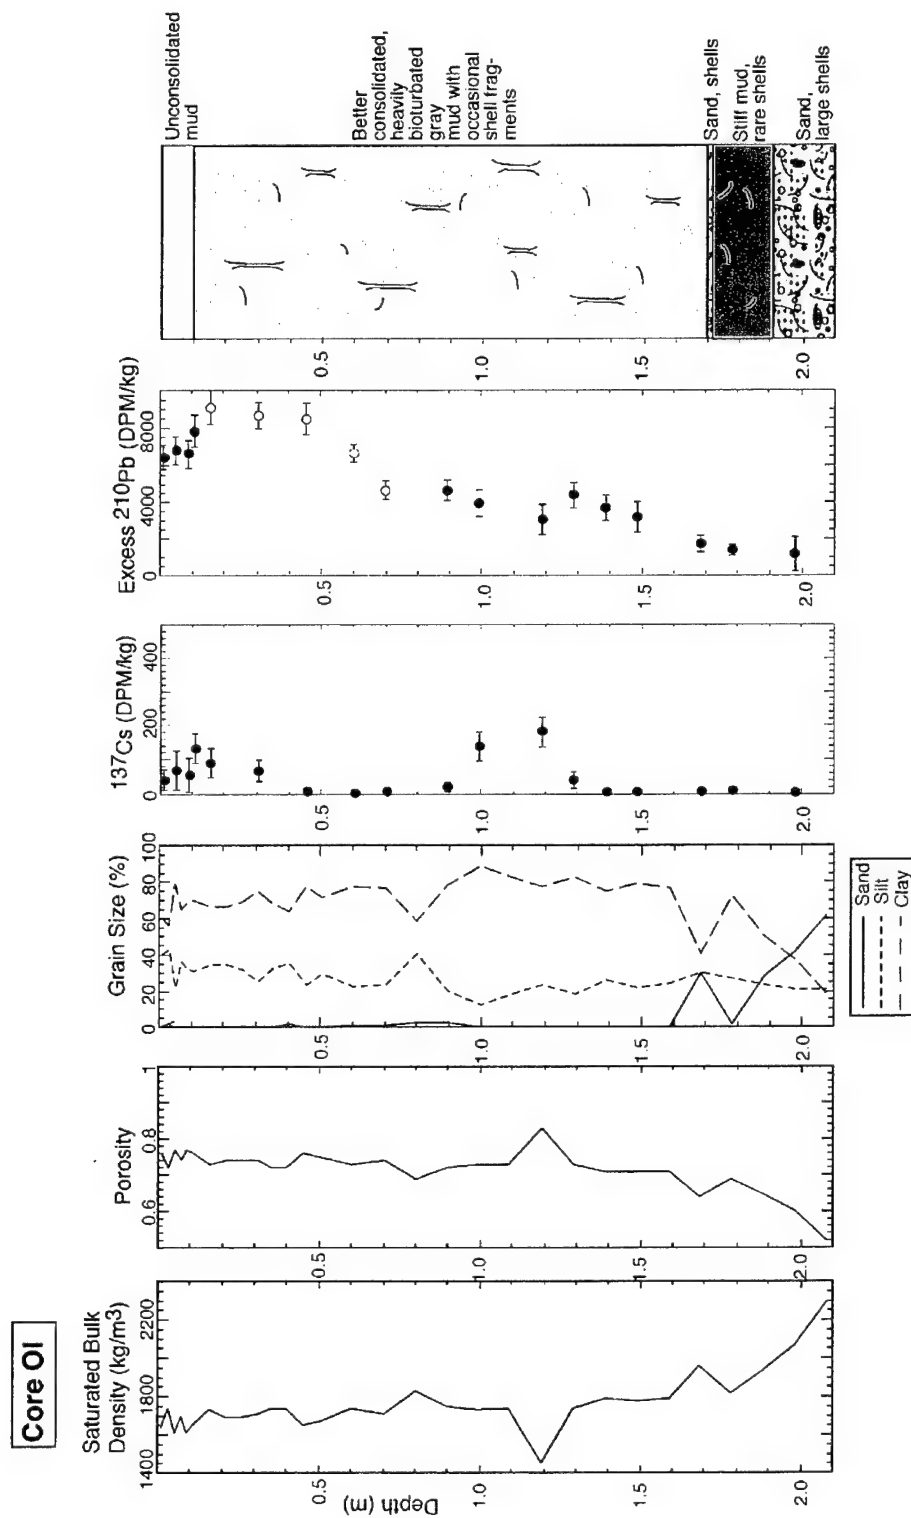 Core OI
Saturated Bulk
Density (kg/m3)
1400
1800
2200
Depth (m)
0.5
1.0
1.5
2.0
Porosity
0.6
0.8
1
0.5
1.0
1.5
2.0
Grain Size (%)
0
20
40
60
80
100
0.5
1.0
1.5
2.0
Sand
Silt
Clay
137Cs (DPM/kg)
0
200
400
0.5
1.0
1.5
2.0
Excess 210Pb (DPM/kg)
0
4000
8000
0.5
1.0
1.5
2.0
0.5
1.0
1.5
2.0
Unconsolidated
mud
Better
consolidated,
heavily
bioturbated
gray
mud with
occasional
shell frag-
ments
Sand, shells
Stiff mud,
rare shells
Sand,
large shells